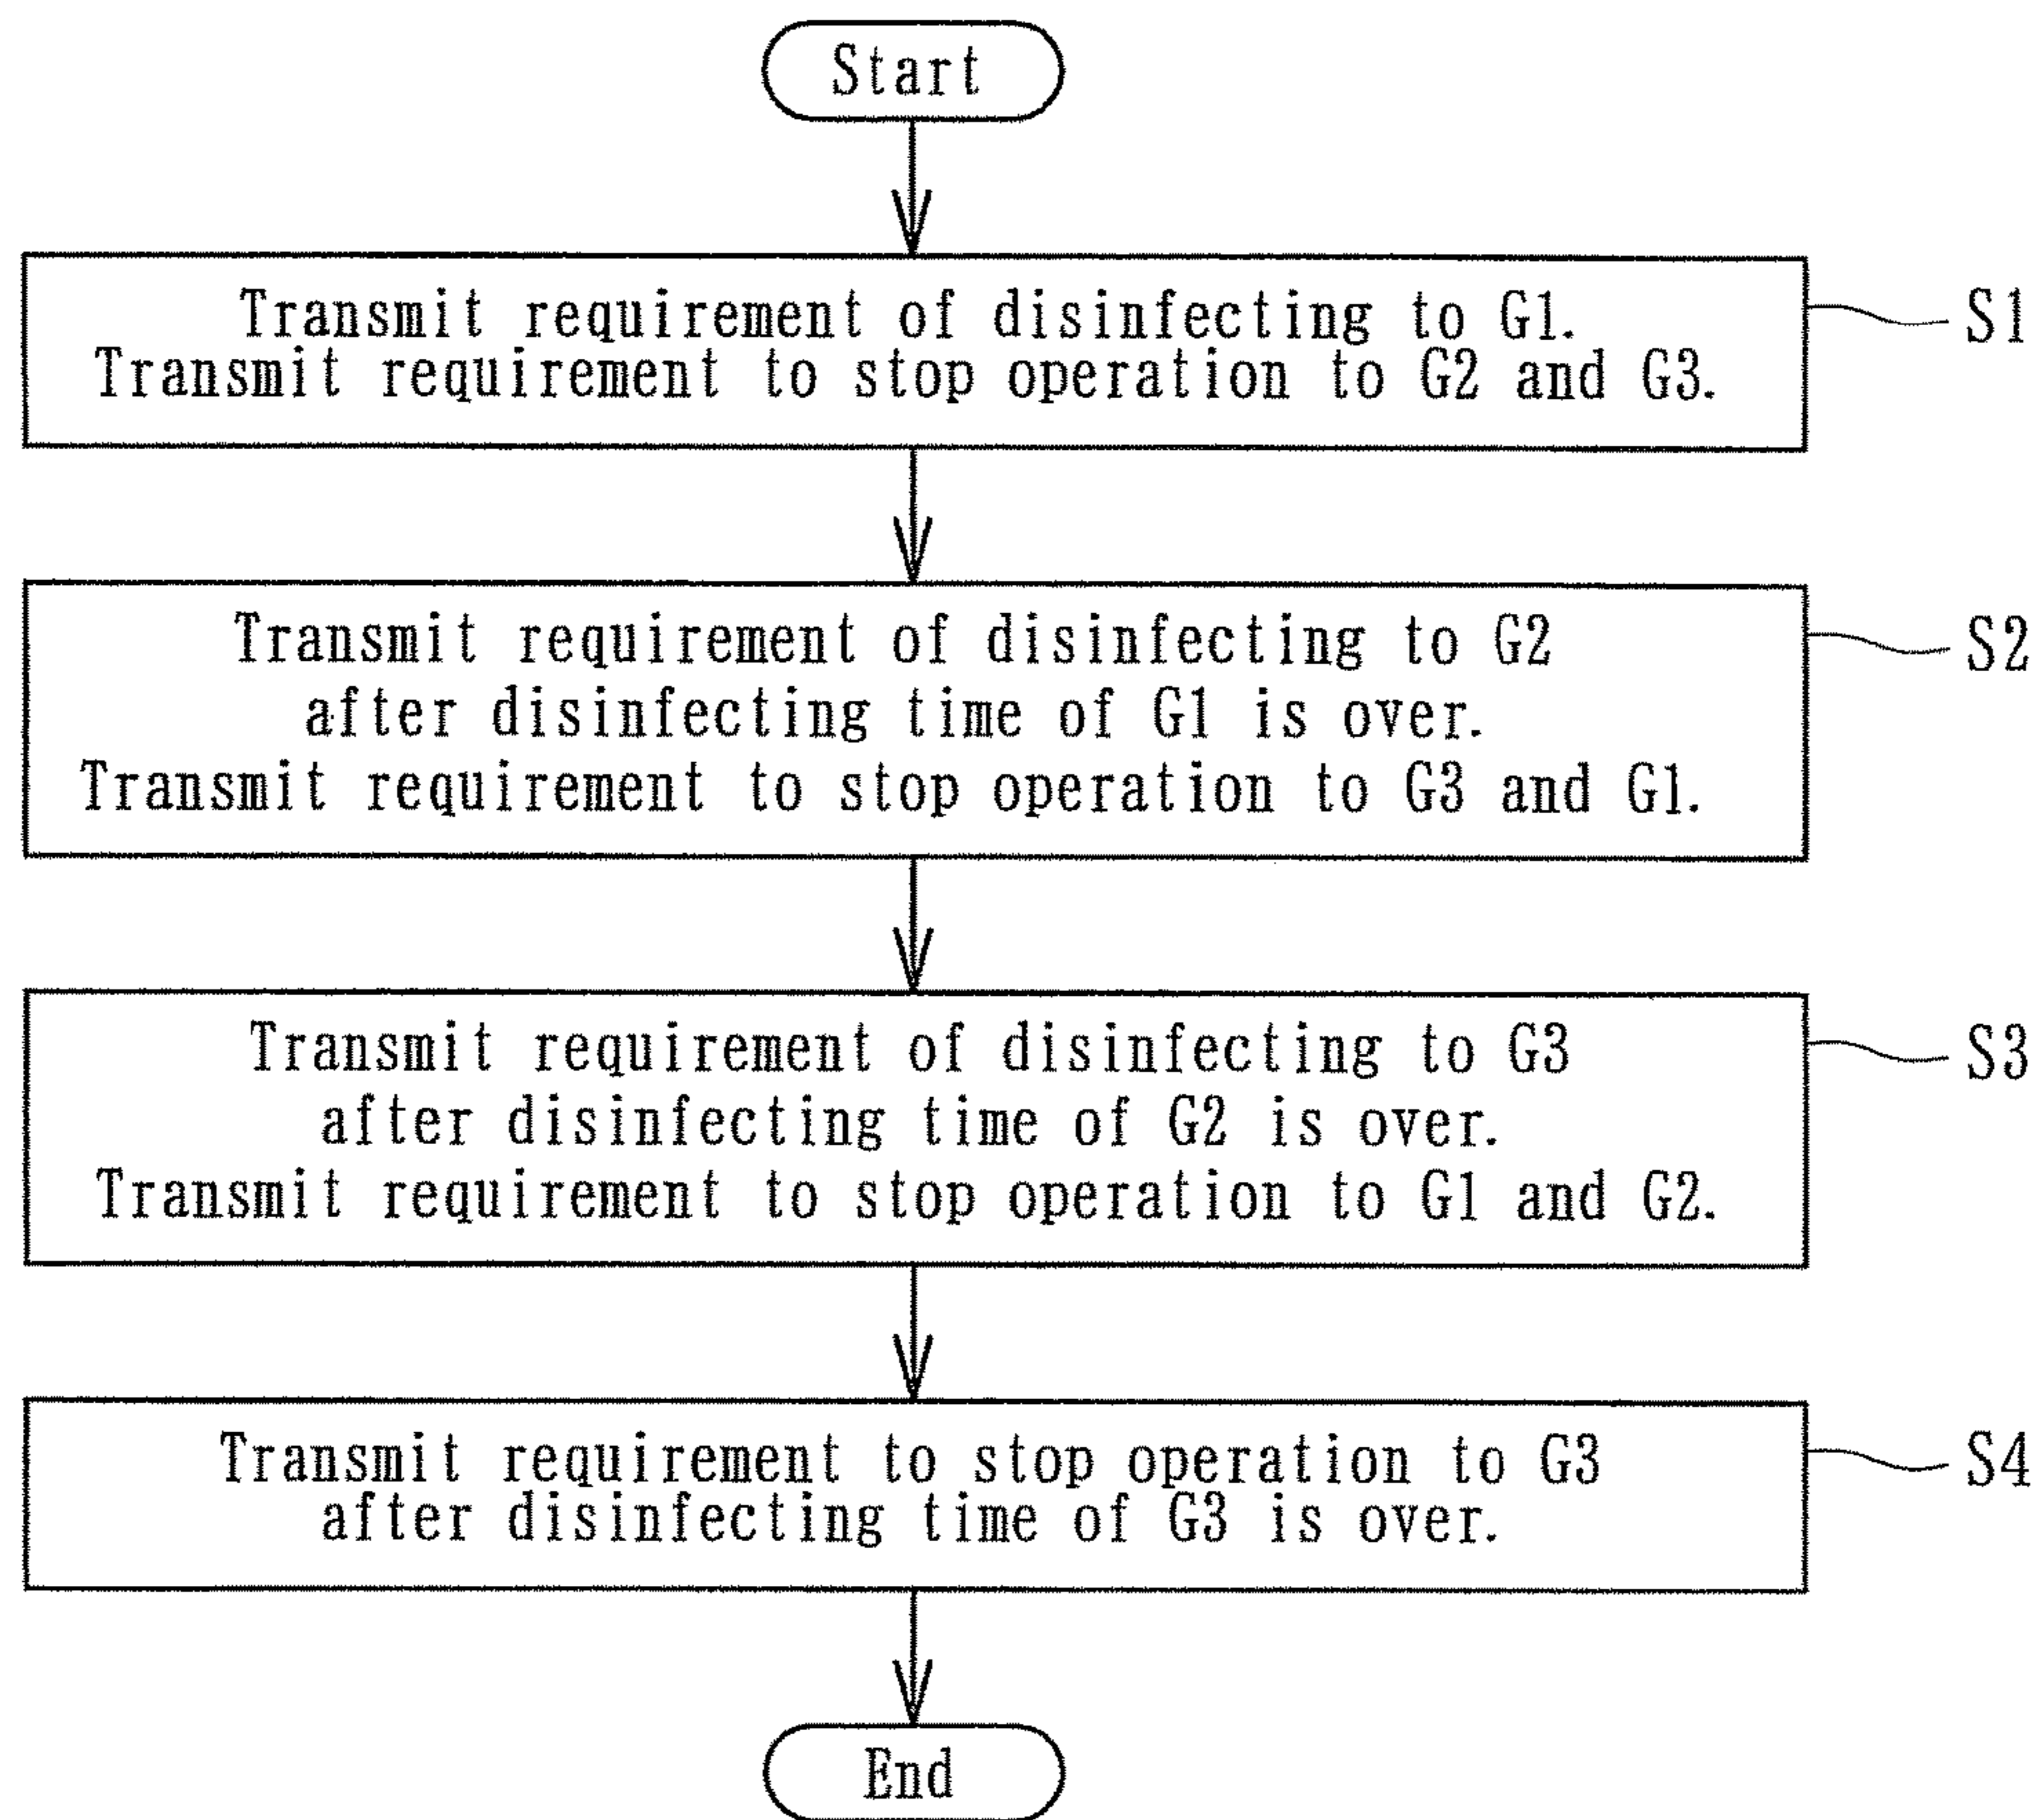 Start
Transmit requirement of disinfecting to G1.
Transmit requirement to stop operation to G2 and G3.
S1
Transmit requirement of disinfecting to G2
after disinfecting time of G1 is over.
Transmit requirement to stop operation to G3 and G1.
S2
Transmit requirement of disinfecting to G3
after disinfecting time of G2 is over.
Transmit requirement to stop operation to G1 and G2.
S3
Transmit requirement to stop operation to G3
after disinfecting time of G3 is over.
S4
End